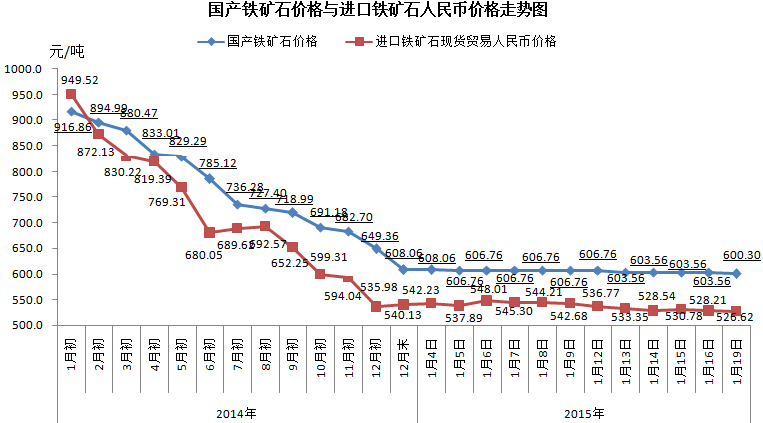 国产铁矿石价格与进口铁矿石人民币价格走势图
元/吨
国产铁矿石价格
进口铁矿石现货贸易人民币价格
1000.0
950.0
900.0
850.0
800.0
750.0
700.0
650.0
600.0
550.0
500.0
916.86
894.99
880.47
833.01
829.29
785.12
736.28
727.40
718.99
691.18
682.70
649.36
608.06
608.06
606.76
606.76
606.76
606.76
606.76
606.76
603.56
603.56
603.56
603.56
600.30
949.52
872.13
830.22
819.39
769.31
680.05
689.62
692.57
652.25
599.31
594.04
535.98
540.13
542.23
537.89
548.01
545.30
544.21
542.68
536.77
533.35
528.54
530.78
528.21
526.62
1月初
2月初
3月初
4月初
5月初
6月初
7月初
8月初
9月初
10月初
11月初
12月初
12月末
1月4日
1月5日
1月6日
1月7日
1月8日
1月9日
1月12日
1月13日
1月14日
1月15日
1月16日
1月19日
2014年
2015年